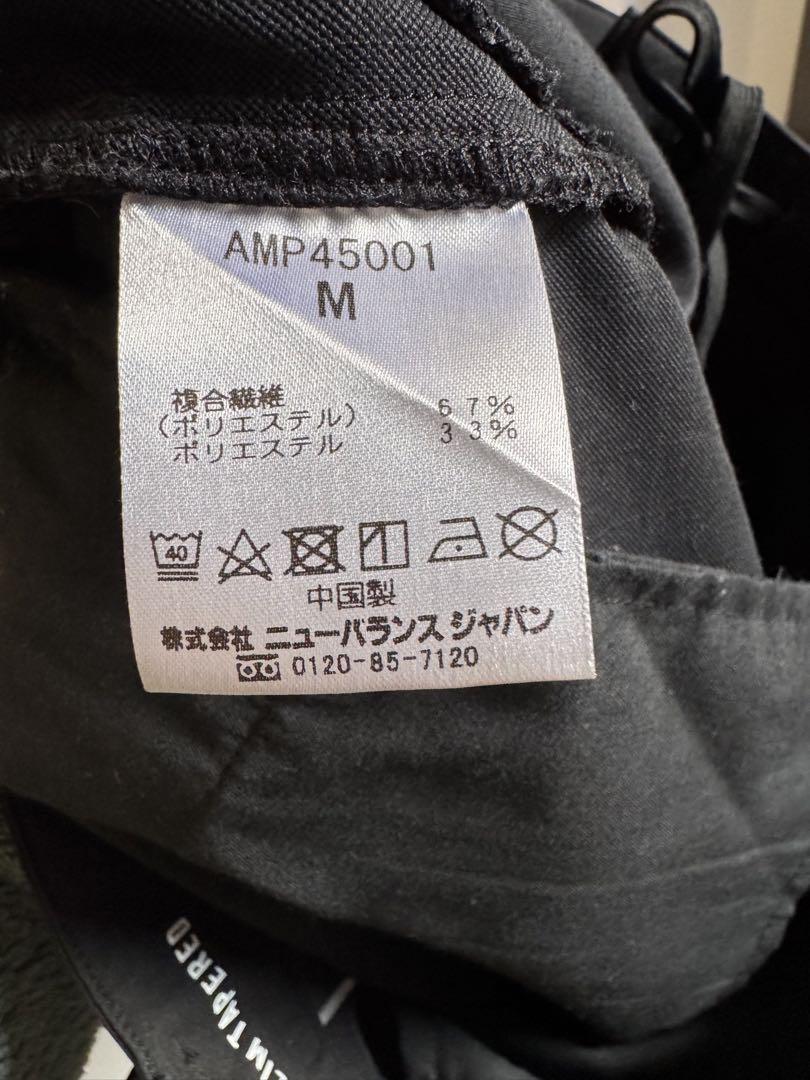 AMP45001
M
複合繊維
(ポリエステル) 67%
ポリエステル 33%
40
中国製
株式会社 ニューバランス ジャパン
0120-85-7120
TAPERED